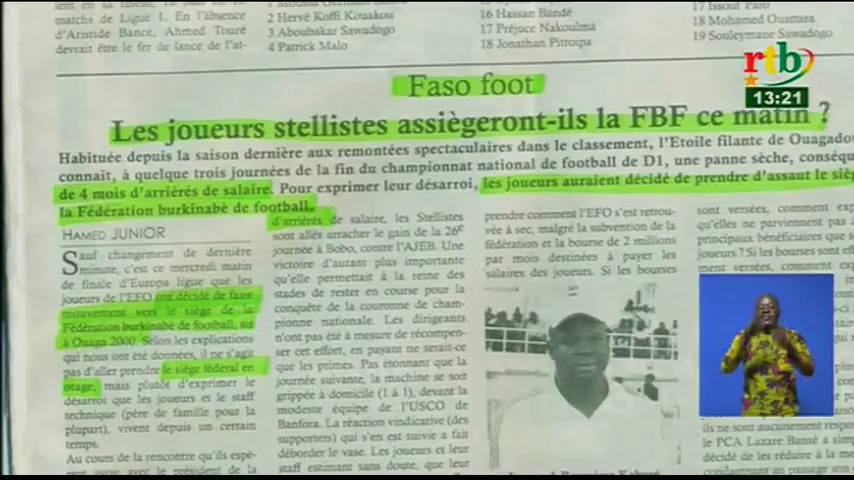 matchs de Ligue 1. En l'absence
d'Aristide Bancé, Ahmed Touré
devrait être le fer de lance de l'at-
2 Hervé Koffi Kouakou
3 Aboubakar Sawadogo
4 Patrick Malo
16 Hassan Bandé
17 Préjuce Nakoulma
18 Jonathan Pitroipa
17 Issouf Paro
18 Mohamed Ouattara
19 Souleymane Sawadogo
rtb
13:21
Faso foot
Les joueurs stellistes assiègeront-ils la FBF ce matin ?
Habituée depuis la saison dernière aux remontées spectaculaires dans le classement, l'Etoile filante de Ouagadou
connaît, à quelque trois journées de la fin du championnat national de football de D1, une panne sèche, conséqu
de 4 mois d'arriérés de salaire. Pour exprimer leur désarroi, les joueurs auraient décidé de prendre d'assaut le sièg
la Fédération burkinabè de football.
HAMED JUNIOR
Sauf changement de dernière
minute, c'est ce mercredi matin
de finale d'Europa ligue que les
joueurs de l'EFO ont décidé de faire
mouvement vers le siège de la
Fédération burkinabè de football, sis
à Ouaga 2000. Selon les explications
qui nous ont été données, il ne s'agit
pas d'aller prendre le siège fédéral en
otage, mais plutôt d'exprimer le
désarroi que les joueurs et le staff
technique (père de famille pour la
plupart), vivent depuis un certain
temps.
Au cours de la rencontre qu'ils espè-
d'arriérés de salaire, les Stellistes
sont allés arracher le gain de la 26e
journée à Bobo, contre l'AJEB. Une
victoire d'autant plus importante
qu'elle permettait à la reine des
stades de rester en course pour la
conquête de la couronne de cham-
pionne nationale. Les dirigeants
n'ont pas été à mesure de récompen-
ser cet effort, en payant ne serait-ce
que les primes. Pas étonnant que la
journée suivante, la machine se soit
grippée à domicile (1 à 1), devant la
modeste équipe de l'USCO de
Banfora. La réaction vindicative (des
supporters) qui s'en est suivie a fait
déborder le vase. Les joueurs et leur
staff estimant sans doute, que leur
prendre comment l'EFO s'est retrou-
vée à sec, malgré la subvention de la
fédération et la bourse de 2 millions
par mois destinées à payer les
salaires des joueurs. Si les bourses
sont versées, comment exp
qu'elles ne parviennent pas à
principaux bénéficiaires que so
joueurs ? Si les bourses sont eff
ment versées, comment
ils ne sont aucunement respon
le PCA Lazare Bansé a simp
décidé de les réduire à la me